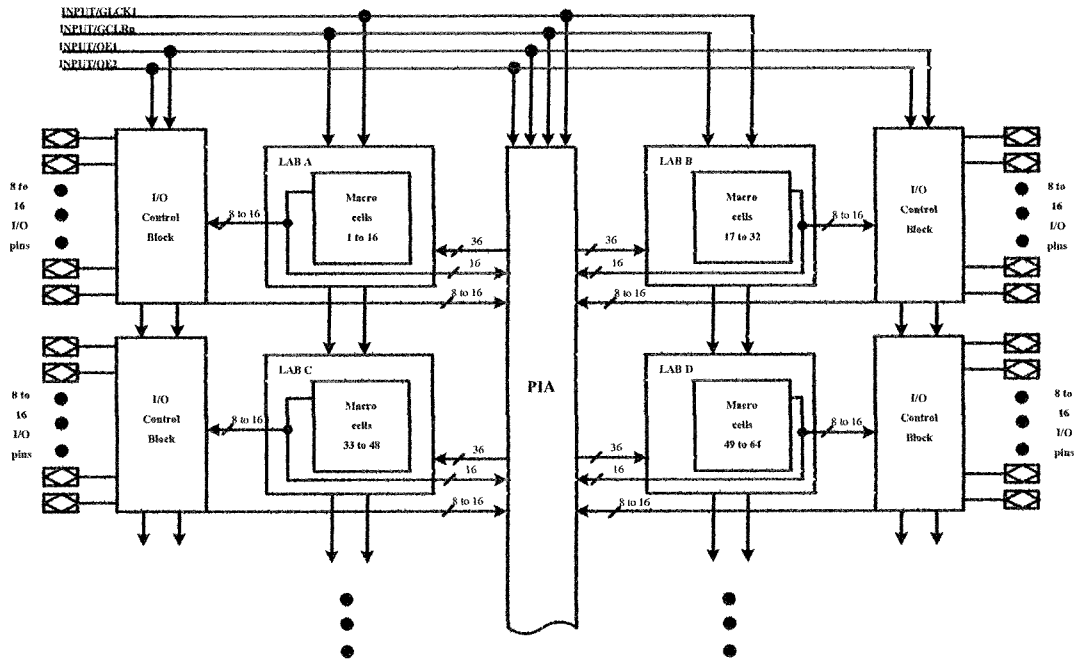 INPUT/GLCK1
INPUT/GCLRn
INPUT/OE1
INPUT/OE2
LAB A
Macro
cells
1 to 16
LAB B
Macro
cells
17 to 32
8 to
16
I/O
pins
I/O
Control
Block
8 to 16
36
16
8 to 16
36
16
8 to 16
8 to 16
I/O
Control
Block
8 to
16
I/O
pins
PIA
LAB C
Macro
cells
33 to 48
LAB D
Macro
cells
49 to 64
8 to
16
I/O
pins
I/O
Control
Block
8 to 16
36
16
8 to 16
36
16
8 to 16
8 to 16
I/O
Control
Block
8 to
16
I/O
pins